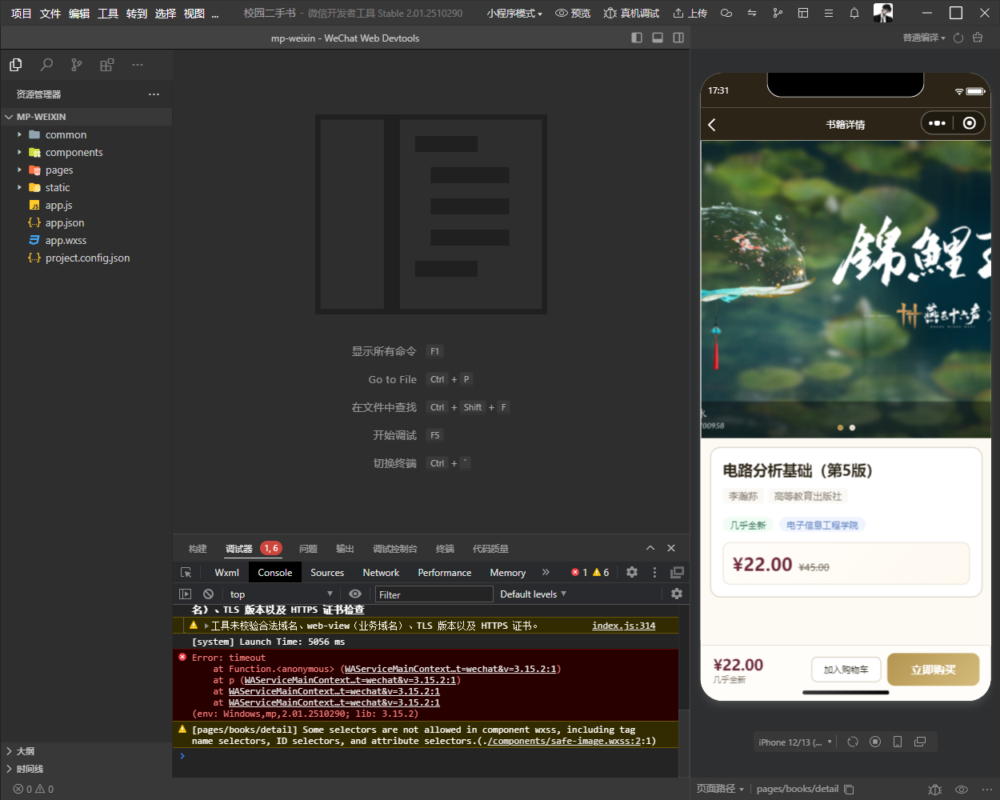 项目 文件 编辑 工具 转到 选择 视图 ...
校园二手书 - 微信开发者工具 Stable 2.01.2510290
小程序模式 预览 真机调试 上传
mp-weixin - WeChat Web Devtools
普通编译
资源管理器
MP-WEIXIN
common
components
pages
static
app.js
app.json
app.wxss
project.config.json
大纲
时间线
0 0
显示所有命令 F1
Go to File Ctrl + P
在文件中查找 Ctrl + Shift + F
开始调试 F5
切换终端 Ctrl + `
构建 调试器 1, 6 问题 输出 调试控制台 终端 代码质量
Wxml Console Sources Network Performance Memory » 1 6
top Filter Default levels
名）、TLS 版本以及 HTTPS 证书检查
工具未校验合法域名、web-view（业务域名）、TLS 版本以及 HTTPS 证书。 index.js:314
[system] Launch Time: 5056 ms
Error: timeout
at Function.<anonymous> (WAServiceMainContext…t=wechat&v=3.15.2:1)
at p (WAServiceMainContext…t=wechat&v=3.15.2:1)
at WAServiceMainContext…t=wechat&v=3.15.2:1
at WAServiceMainContext…t=wechat&v=3.15.2:1
(env: Windows,mp,2.01.2510290; lib: 3.15.2)
[pages/books/detail] Some selectors are not allowed in component wxss, including tag
name selectors, ID selectors, and attribute selectors.(./components/safe-image.wxss:2:1)
17:31
书籍详情
錦鯉
燕云十六声
00958
电路分析基础（第5版）
李瀚荪 高等教育出版社
几乎全新 电子信息工程学院
¥22.00 ¥45.00
¥22.00
几乎全新
加入购物车
立即购买
iPhone 12/13 (...
页面路径 pages/books/detail